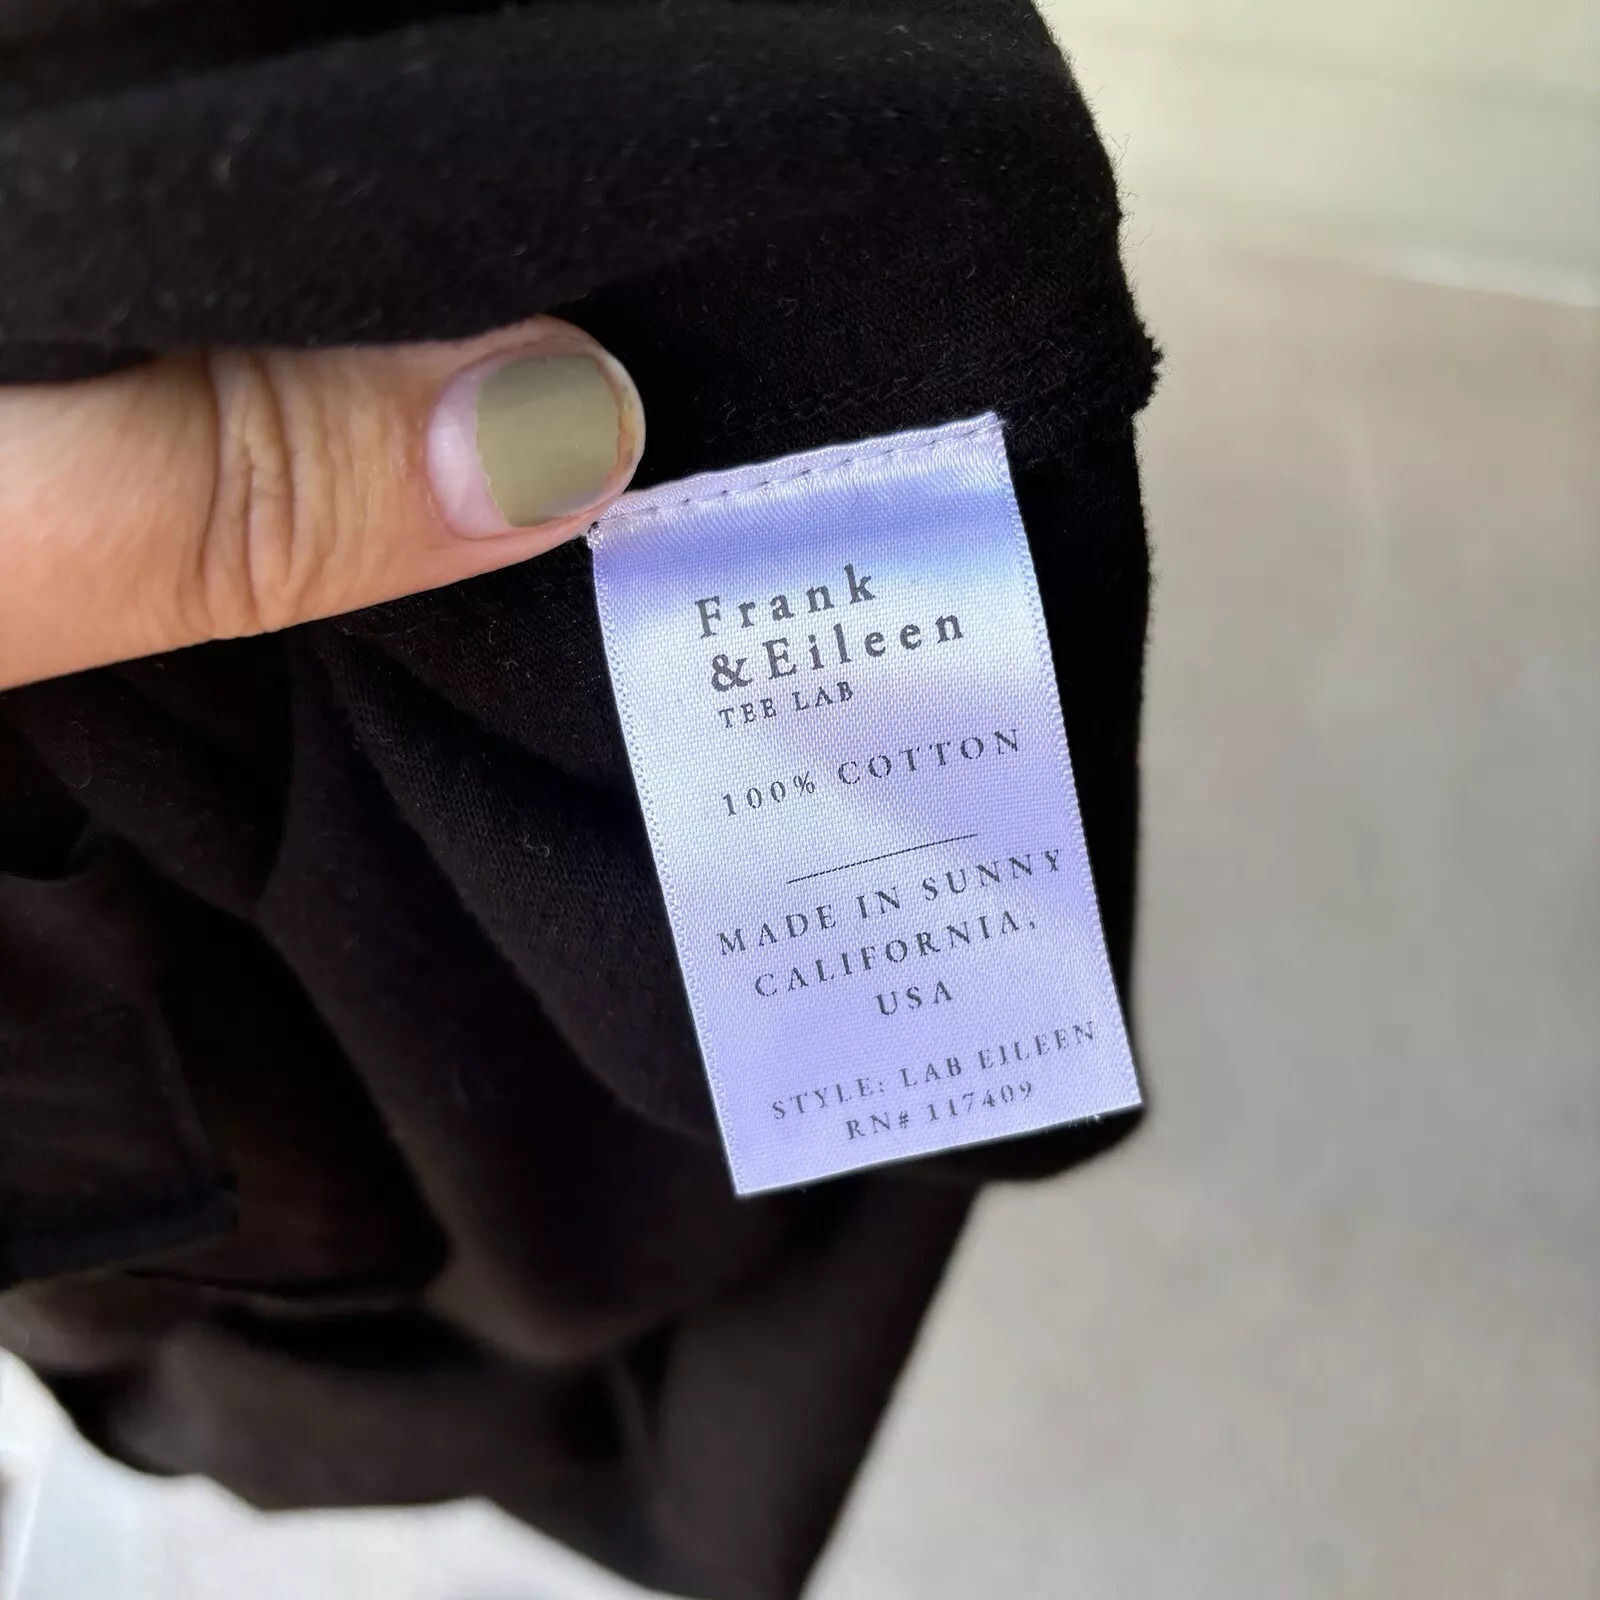 Frank
&Eileen
TEE LAB
100% COTTON
MADE IN SUNNY
CALIFORNIA,
USA
STYLE: LAB EILEEN
RN# 117409